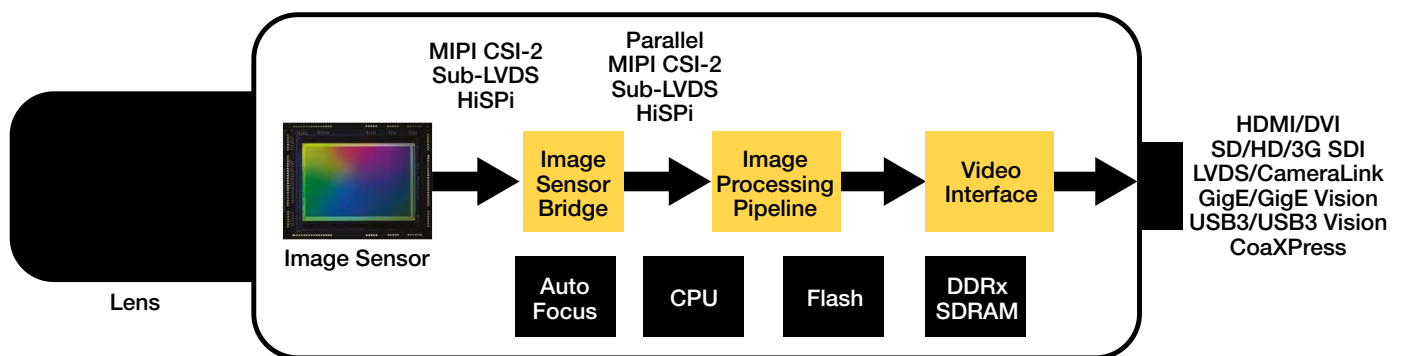 MIPI CSI-2
Sub-LVDS
HiSPi
Parallel
MIPI CSI-2
Sub-LVDS
HiSPi
Lens
Image Sensor
Image
Sensor
Bridge
Image
Processing
Pipeline
Video
Interface
HDMI/DVI
SD/HD/3G SDI
LVDS/CameraLink
GigE/GigE Vision
USB3/USB3 Vision
CoaXPress
Auto
Focus
CPU
Flash
DDRx
SDRAM